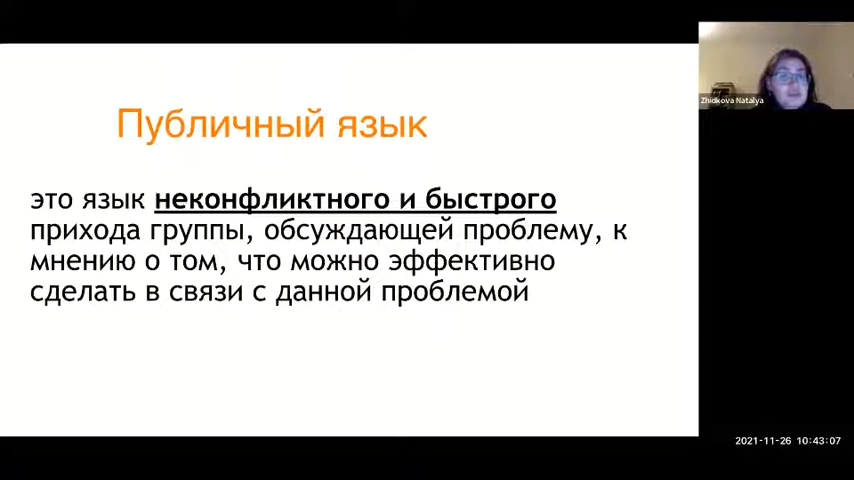 Публичный язык
это язык неконфликтного и быстрого
прихода группы, обсуждающей проблему, к
мнению о том, что можно эффективно
сделать в связи с данной проблемой
Zhidkova Natalya
2021-11-26 10:43:07